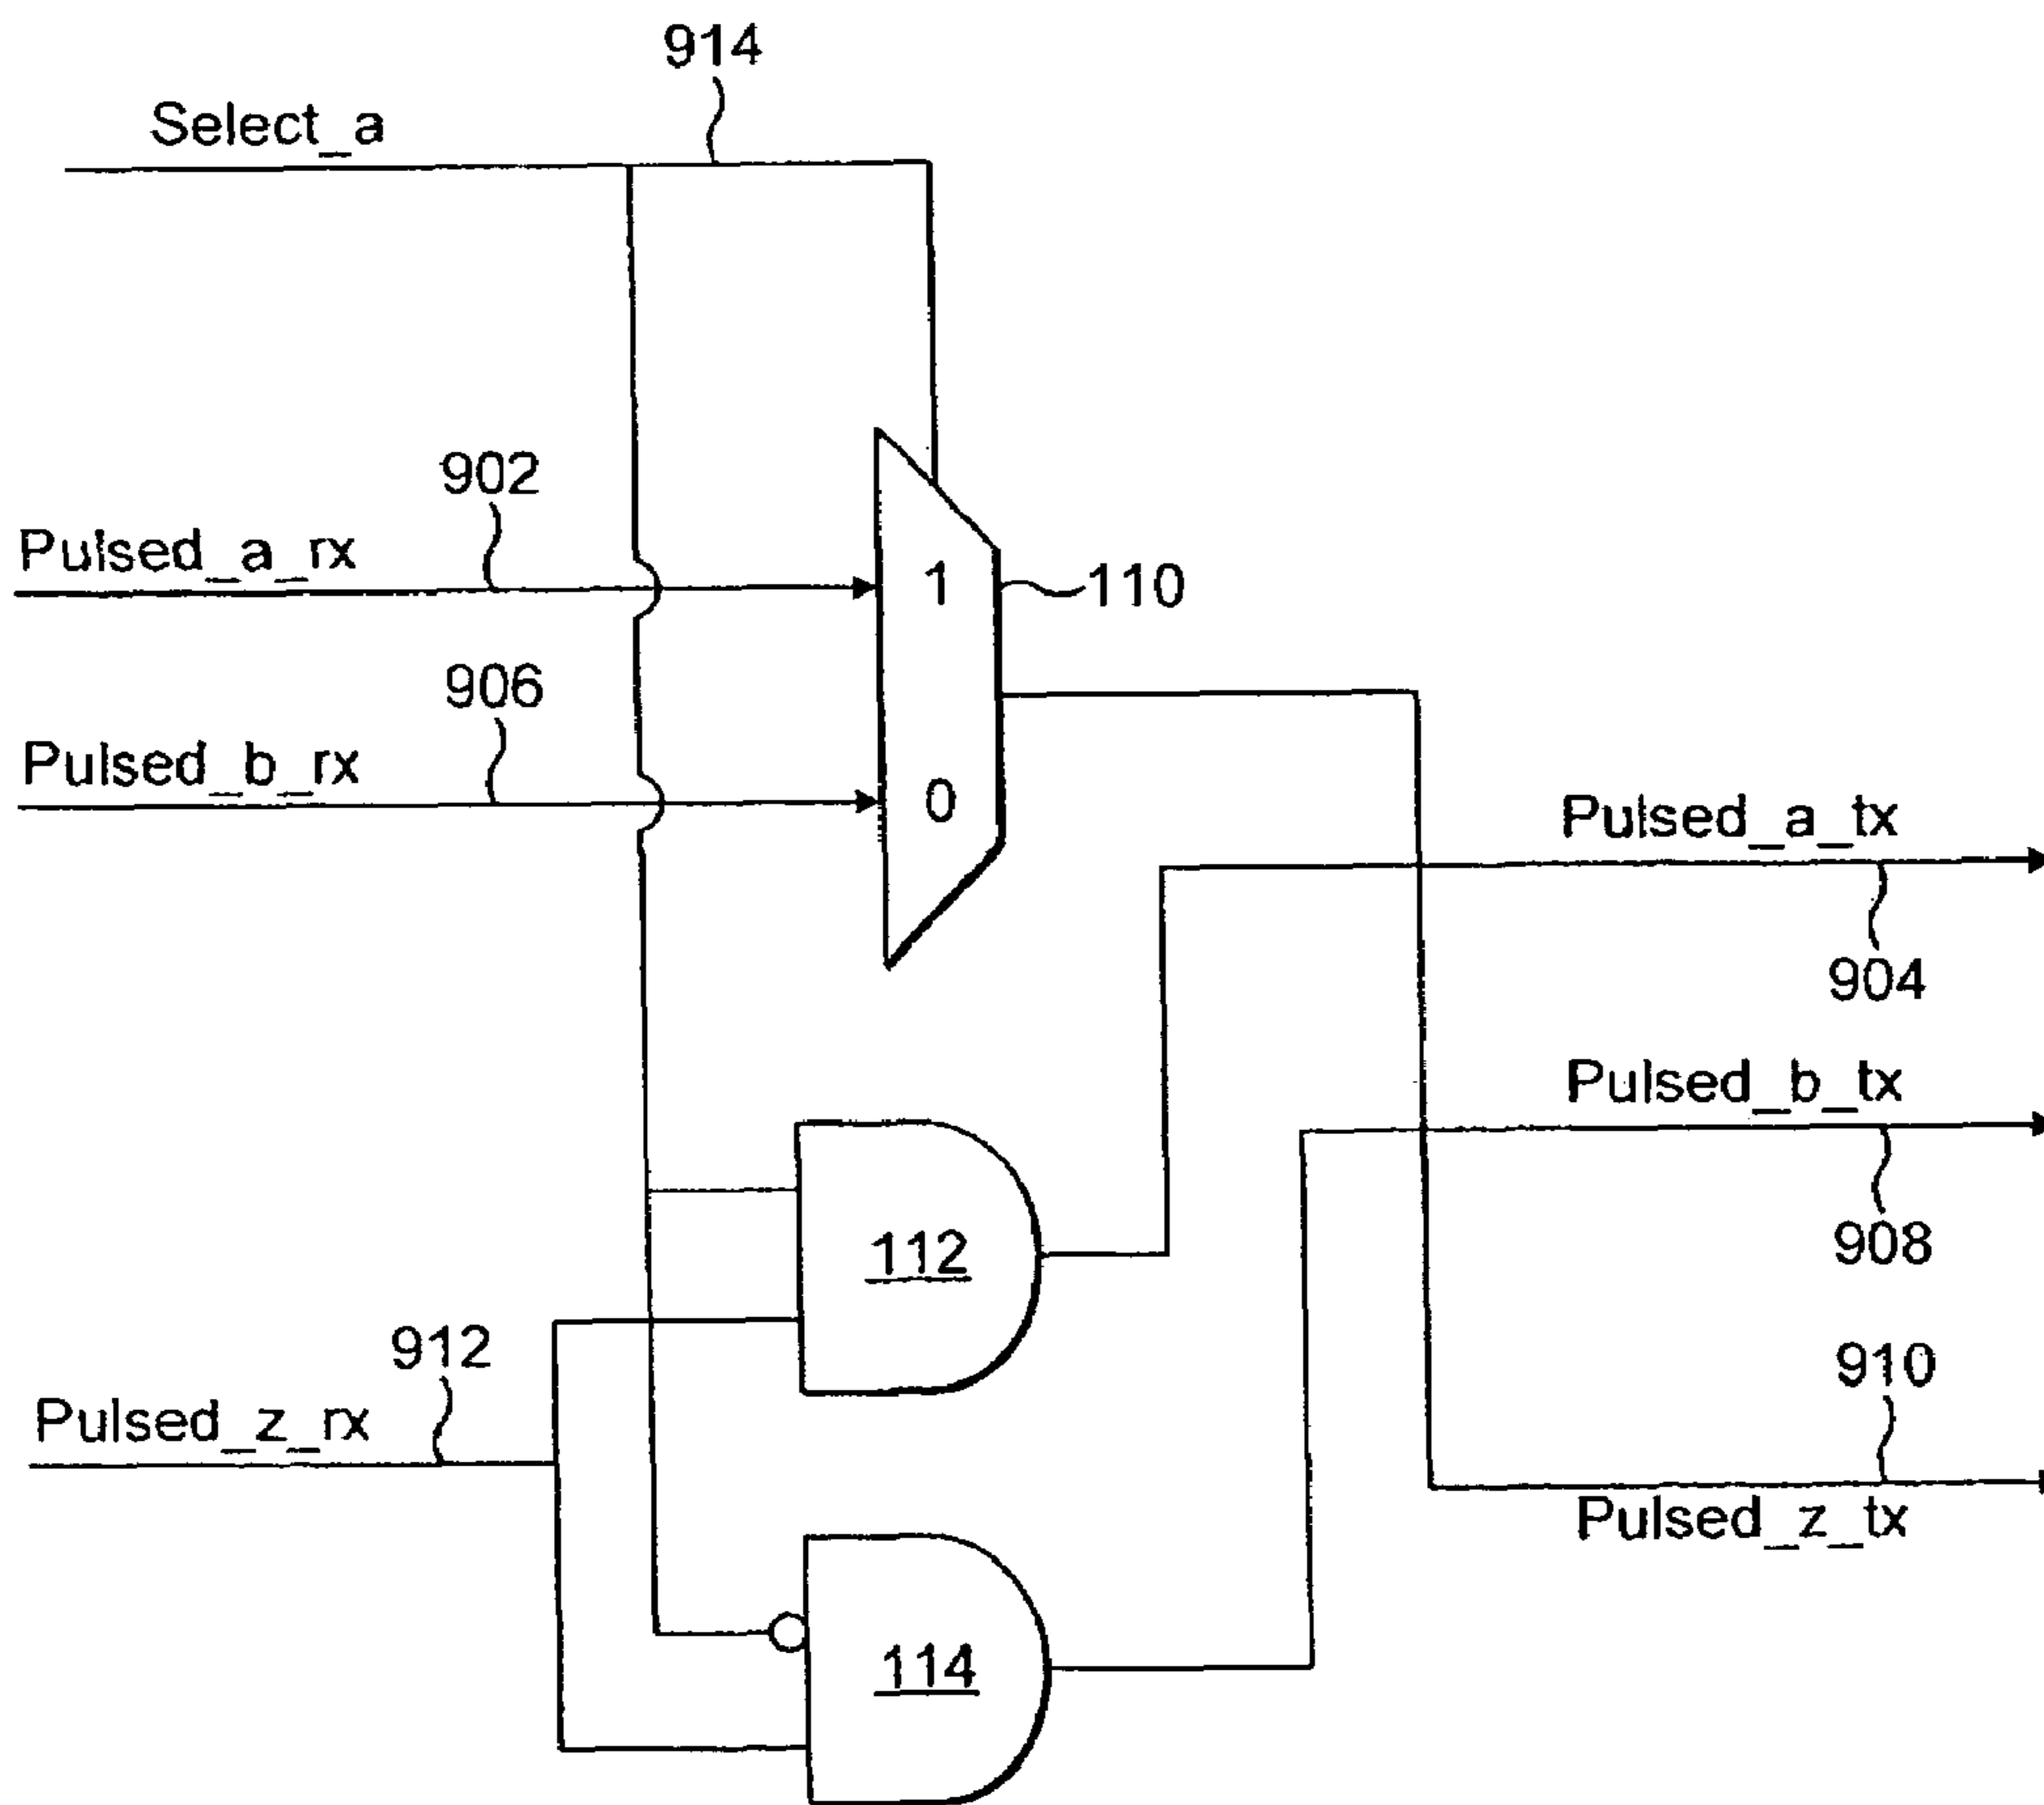 914
Select_a
902
Pulsed_a_rx
1
110
906
Pulsed_b_rx
0
Pulsed_a_tx
904
Pulsed_b_tx
112
908
912
910
Pulsed_z_rx
Pulsed_z_tx
114